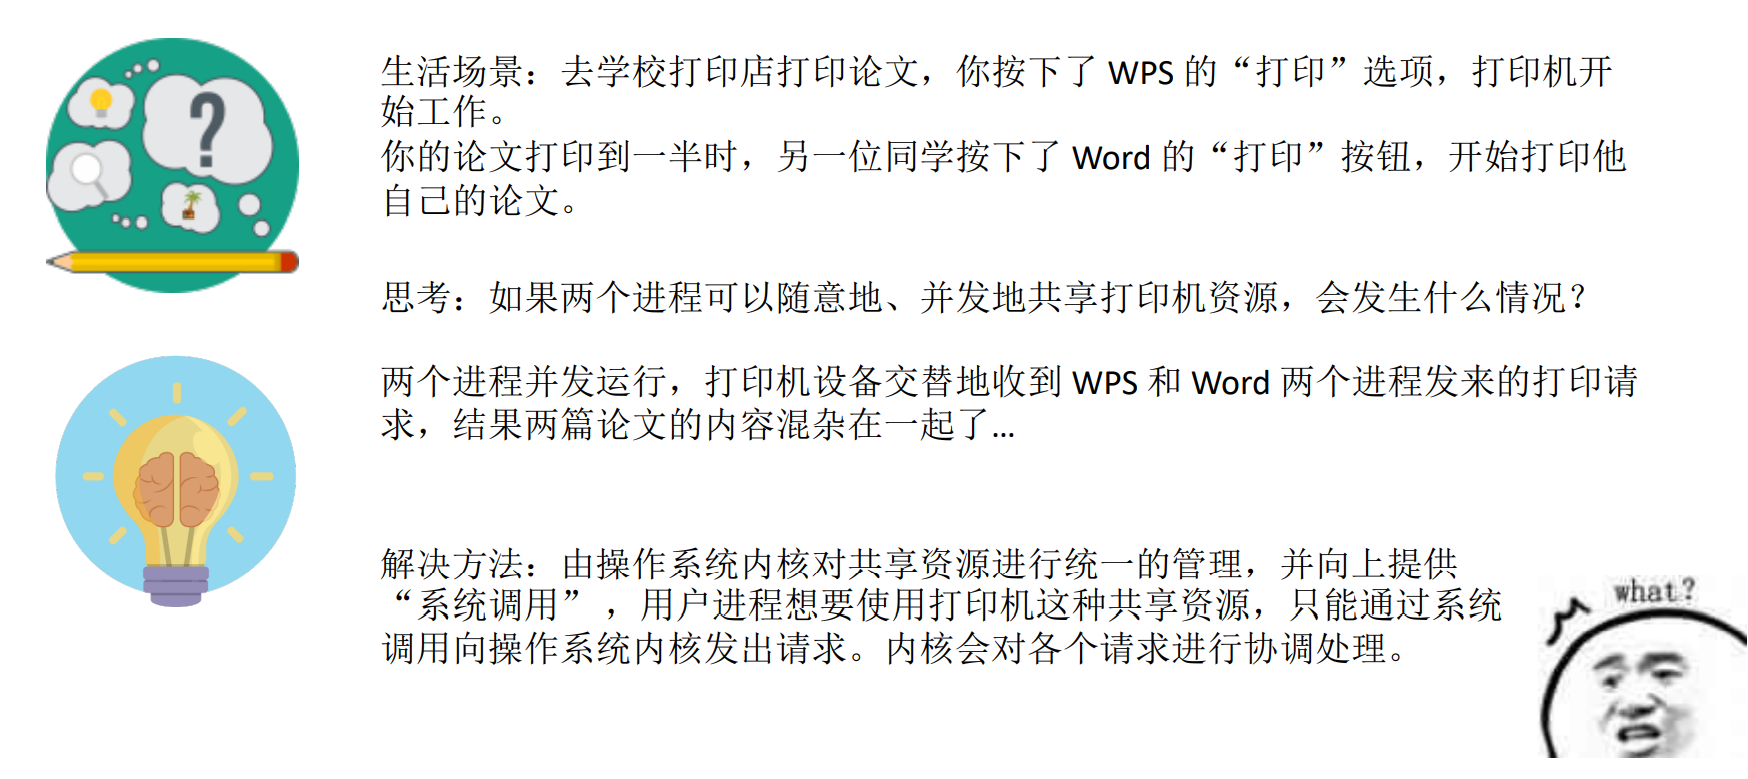 生活场景：去学校打印店打印论文，你按下了 WPS 的“打印”选项，打印机开
始工作。
你的论文打印到一半时，另一位同学按下了 Word 的“打印”按钮，开始打印他
自己的论文。
思考：如果两个进程可以随意地、并发地共享打印机资源，会发生什么情况？
两个进程并发运行，打印机设备交替地收到 WPS 和 Word 两个进程发来的打印请
求，结果两篇论文的内容混杂在一起了…
解决方法：由操作系统内核对共享资源进行统一的管理，并向上提供
“系统调用”，用户进程想要使用打印机这种共享资源，只能通过系统
调用向操作系统内核发出请求。内核会对各个请求进行协调处理。
what?